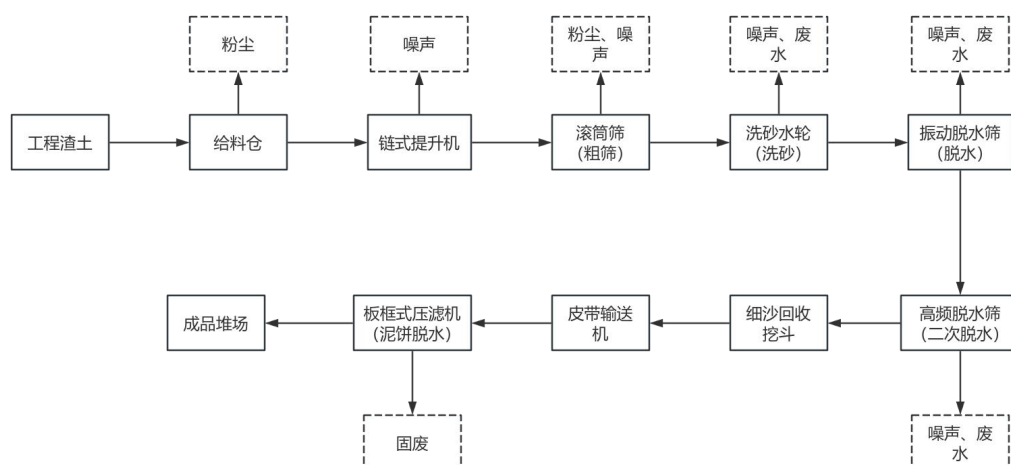 粉尘
噪声
粉尘、噪
声
噪声、废
水
噪声、废
水
工程渣土
给料仓
链式提升机
滚筒筛
(粗筛)
洗砂水轮
(洗砂)
振动脱水筛
(脱水)
成品堆场
板框式压滤机
(泥饼脱水)
皮带输送
机
细沙回收
挖斗
高频脱水筛
(二次脱水)
固废
噪声、废
水